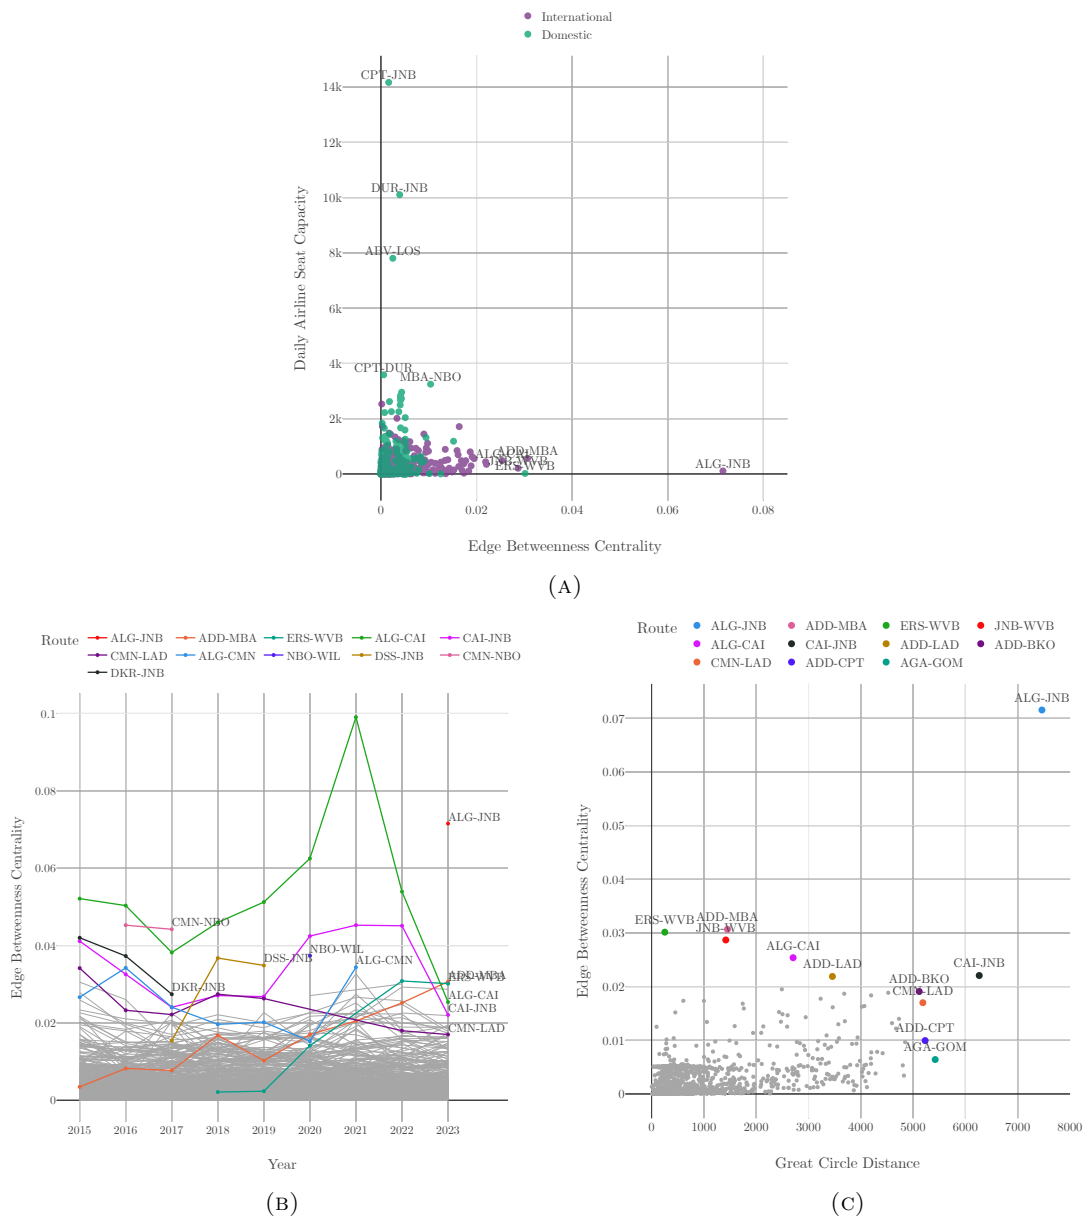 International
Domestic
CPT-JNB
14k
12k
DUR-JNB
10k
ABV-LOS
8k
6k
4k
CPT-DUR
MBA-NBO
2k
ADD-MBA
ALG-CAI
JNB-WVB
ERS-WVB
ALG-JNB
0
0 0.02 0.04 0.06 0.08
Daily Airline Seat Capacity
Edge Betweenness Centrality
(A)
Route
ALG-JNB ADD-MBA ERS-WVB ALG-CAI CAI-JNB
CMN-LAD ALG-CMN NBO-WIL DSS-JNB CMN-NBO
DKR-JNB
0.1
0.08
ALG-JNB
0.06
CMN-NBO
0.04
NBO-WIL
DSS-JNB
ALG-CMN
DKR-JNB
ADD-MBA
ERS-WVB
ALG-CAI
CAI-JNB
0.02
CMN-LAD
0
2015 2016 2017 2018 2019 2020 2021 2022 2023
Edge Betweenness Centrality
Year
(B)
Route
ALG-JNB ADD-MBA ERS-WVB JNB-WVB
ALG-CAI CAI-JNB ADD-LAD ADD-BKO
CMN-LAD ADD-CPT AGA-GOM
ALG-JNB
0.07
0.06
0.05
0.04
ERS-WVB
ADD-MBA
JNB-WVB
0.03
ALG-CAI
ADD-LAD
CAI-JNB
ADD-BKO
0.02
CMN-LAD
ADD-CPT
0.01
AGA-GOM
0
0 1000 2000 3000 4000 5000 6000 7000 8000
Edge Betweenness Centrality
Great Circle Distance
(C)